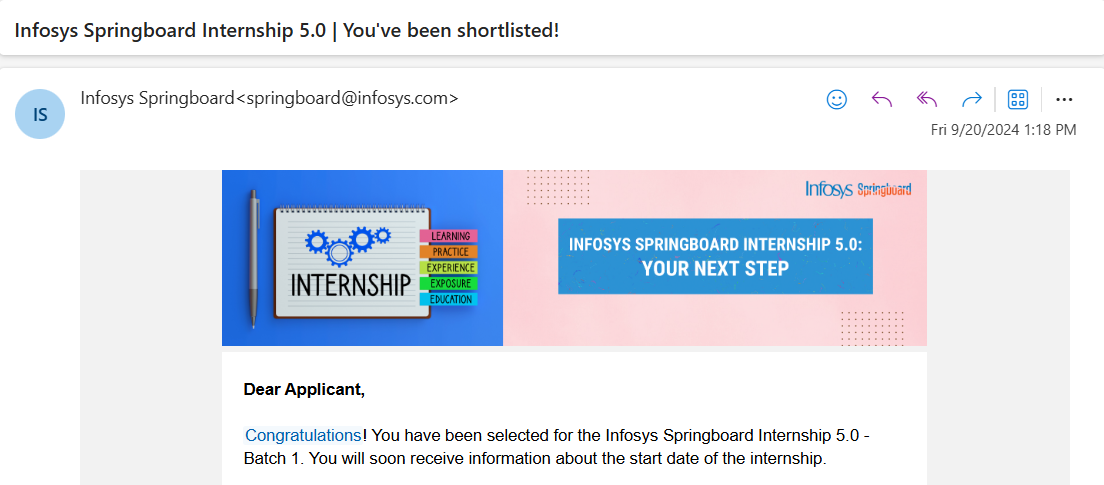 Infosys Springboard Internship 5.0 | You've been shortlisted!
IS
Infosys Springboard<springboard@infosys.com>
Fri 9/20/2024 1:18 PM
Infosys Springboard
LEARNING
PRACTICE
EXPERIENCE
EXPOSURE
EDUCATION
INTERNSHIP
INFOSYS SPRINGBOARD INTERNSHIP 5.0:
YOUR NEXT STEP
Dear Applicant,
Congratulations! You have been selected for the Infosys Springboard Internship 5.0 -
Batch 1. You will soon receive information about the start date of the internship.